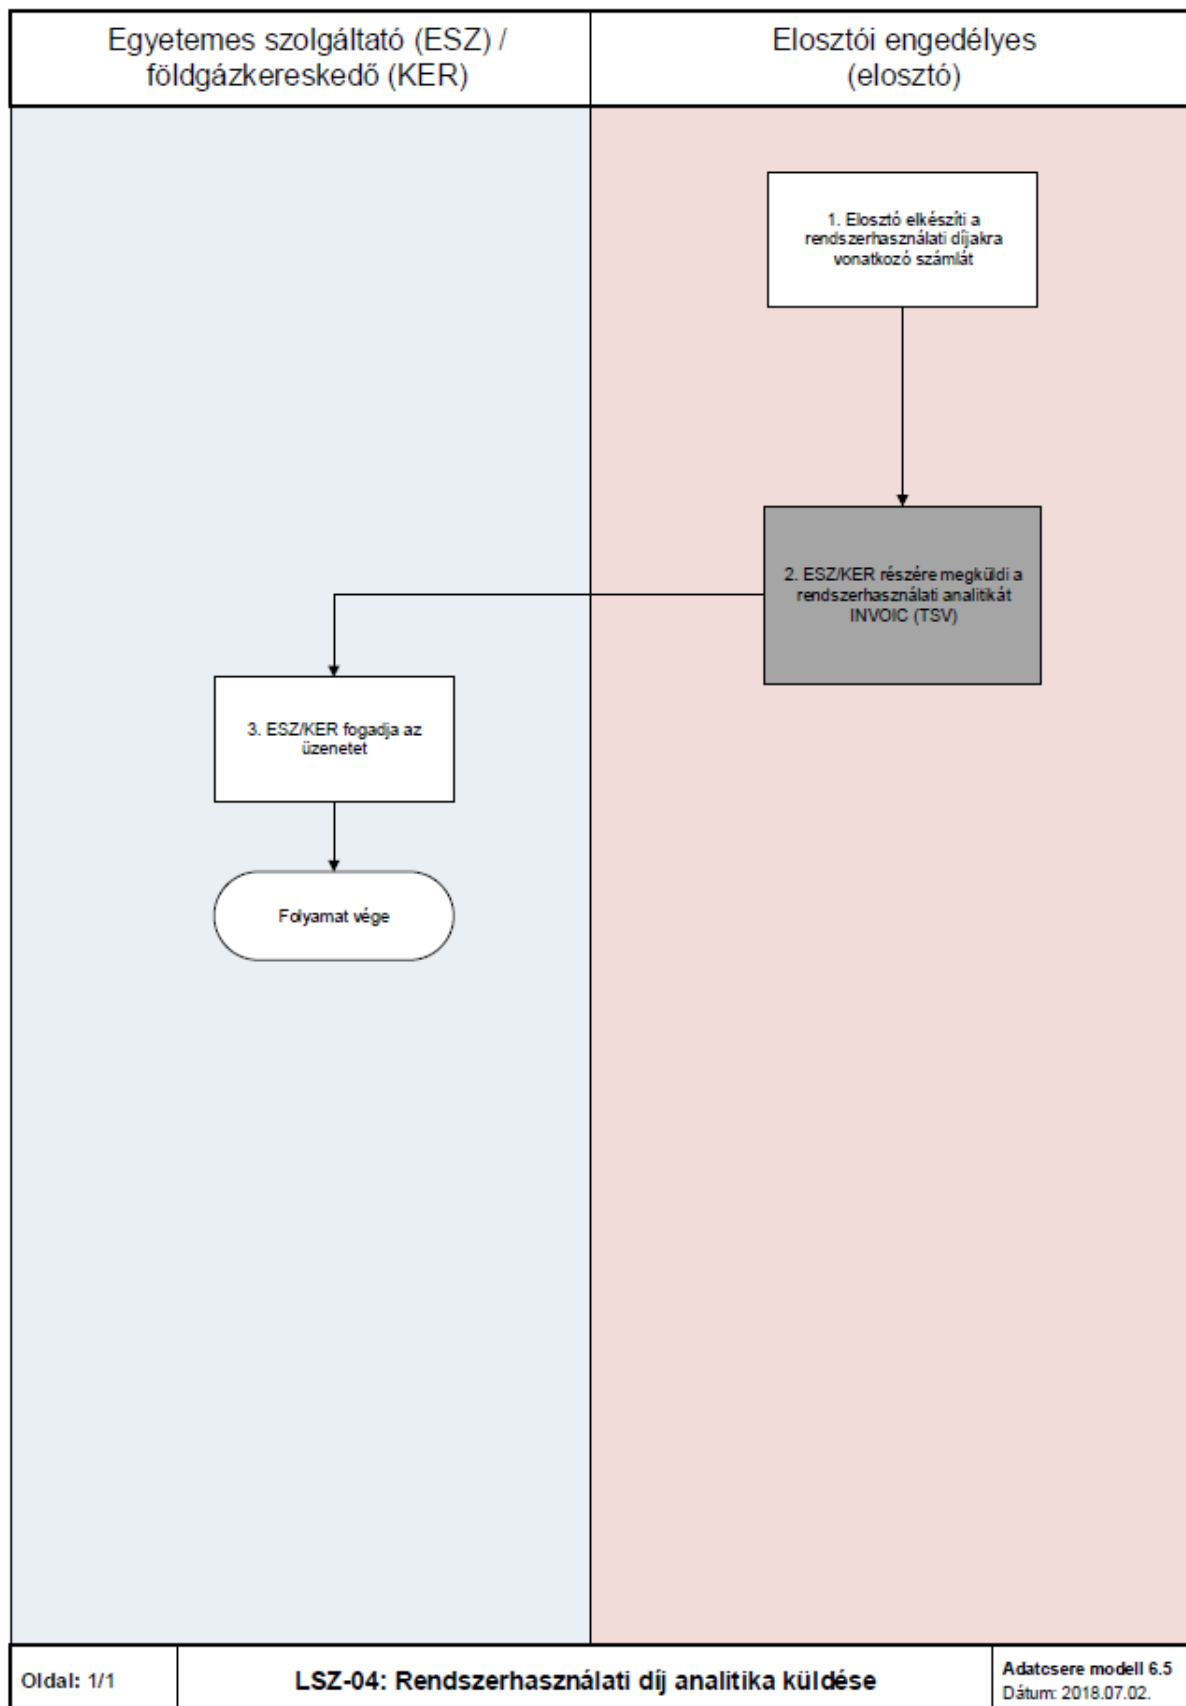 Egyetemes szolgáltató (ESZ) /
földgázkereskedő (KER)
Elosztói engedélyes
(elosztó)
1. Elosztó elkészíti a
rendszerhasználati díjakra
vonatkozó számlát
2. ESZ/KER részére megküldi a
rendszerhasználati analitikát
INVOIC (TSV)
3. ESZ/KER fogadja az
üzenetet
Folyamat vége
Oldal: 1/1
LSZ-04: Rendszerhasználati díj analitika küldése
Adatcsere modell 6.5
Dátum: 2018.07.02.